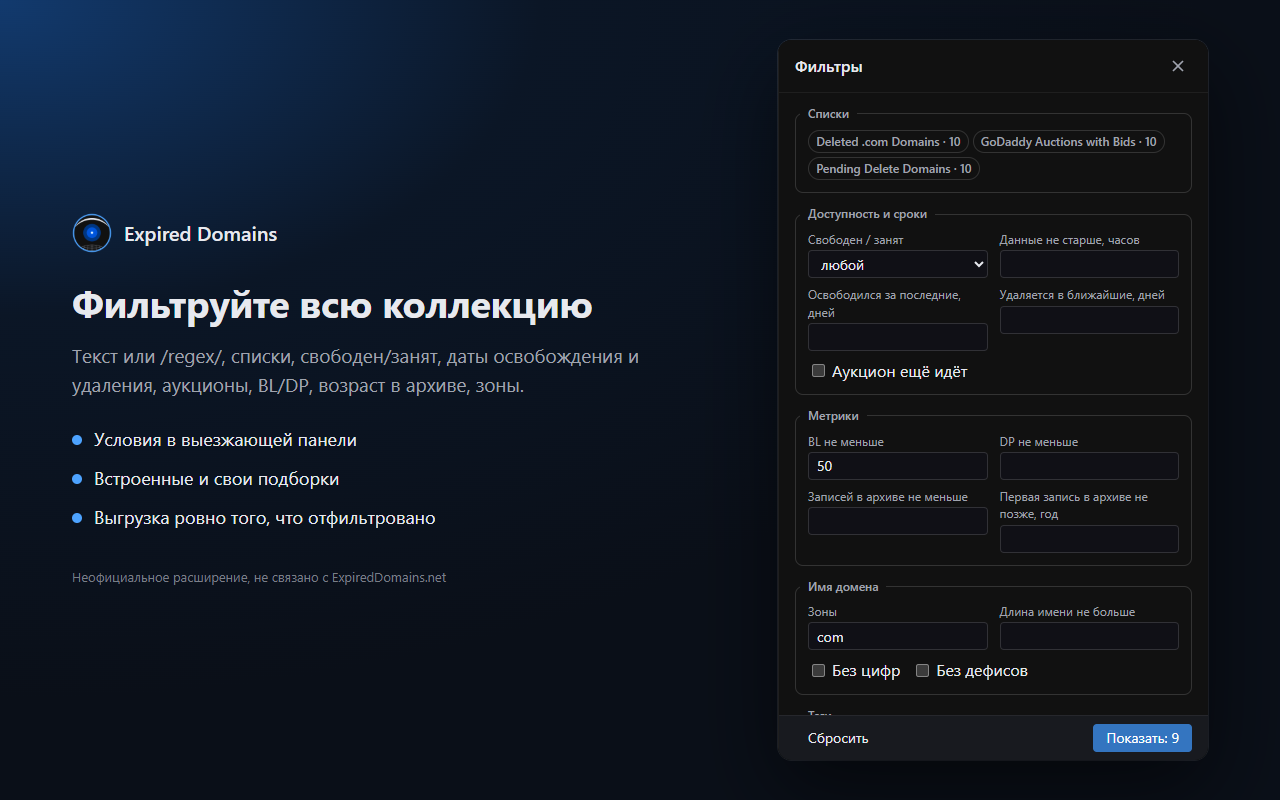 Expired Domains
Фильтруйте всю коллекцию
Текст или /regex/, списки, свободен/занят, даты освобождения и
удаления, аукционы, BL/DP, возраст в архиве, зоны.
Условия в выезжающей панели
Встроенные и свои подборки
Выгрузка ровно того, что отфильтровано
Неофициальное расширение, не связано с ExpiredDomains.net
Фильтры
Списки
Deleted .com Domains · 10
GoDaddy Auctions with Bids · 10
Pending Delete Domains · 10
Доступность и сроки
Свободен / занят
любой
Данные не старше, часов
Освободился за последние,
дней
Удаляется в ближайшие, дней
Аукцион ещё идёт
Метрики
BL не меньше
50
DP не меньше
Записей в архиве не меньше
Первая запись в архиве не
позже, год
Имя домена
Зоны
com
Длина имени не больше
Без цифр
Без дефисов
Сбросить
Показать: 9